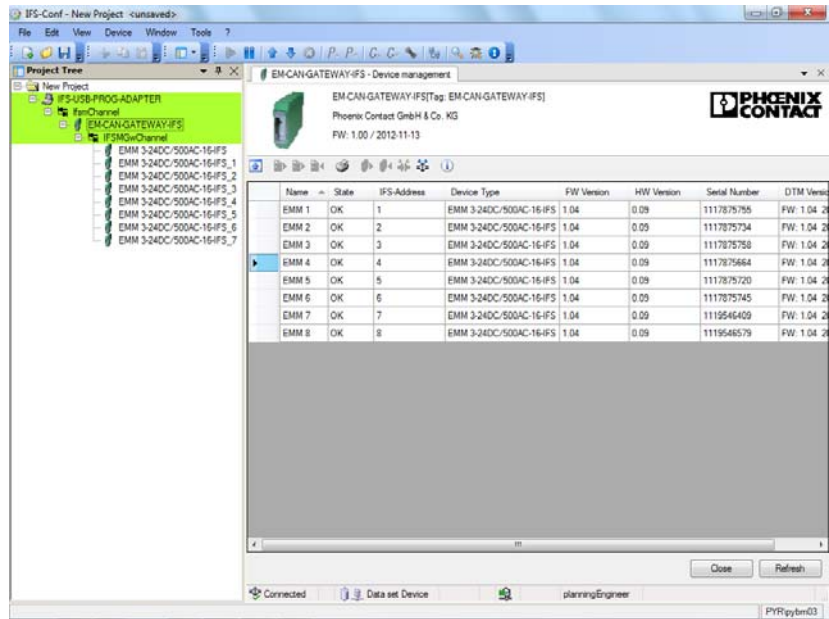 IFS-Conf - New Project <unsaved>
File Edit View Device Window Tools ?
Project Tree
New Project
IFS-USB-PROG-ADAPTER
IfsmChannel
EM-CAN-GATEWAY-IFS
IFSMGwChannel
EMM 3-24DC/500AC-16-IFS
EMM 3-24DC/500AC-16-IFS_1
EMM 3-24DC/500AC-16-IFS_2
EMM 3-24DC/500AC-16-IFS_3
EMM 3-24DC/500AC-16-IFS_4
EMM 3-24DC/500AC-16-IFS_5
EMM 3-24DC/500AC-16-IFS_6
EMM 3-24DC/500AC-16-IFS_7
EM-CAN-GATEWAY-IFS - Device management
EM-CAN-GATEWAY-IFS[Tag: EM-CAN-GATEWAY-IFS]
Phoenix Contact GmbH & Co. KG
FW: 1.00 / 2012-11-13
PHŒNIX
CONTACT
Name State IFS-Address Device Type FW Version HW Version Serial Number DTM Versic
EMM 1 OK 1 EMM 3-24DC/500AC-16-IFS 1.04 0.09 1117875755 FW: 1.04 20
EMM 2 OK 2 EMM 3-24DC/500AC-16-IFS 1.04 0.09 1117875734 FW: 1.04 20
EMM 3 OK 3 EMM 3-24DC/500AC-16-IFS 1.04 0.09 1117875758 FW: 1.04 20
EMM 4 OK 4 EMM 3-24DC/500AC-16-IFS 1.04 0.09 1117875664 FW: 1.04 20
EMM 5 OK 5 EMM 3-24DC/500AC-16-IFS 1.04 0.09 1117875720 FW: 1.04 20
EMM 6 OK 6 EMM 3-24DC/500AC-16-IFS 1.04 0.09 1117875745 FW: 1.04 20
EMM 7 OK 7 EMM 3-24DC/500AC-16-IFS 1.04 0.09 1119546409 FW: 1.04 20
EMM 8 OK 8 EMM 3-24DC/500AC-16-IFS 1.04 0.09 1119546579 FW: 1.04 20
Close Refresh
Connected Data set Device planningEngineer
PYR\pybm03